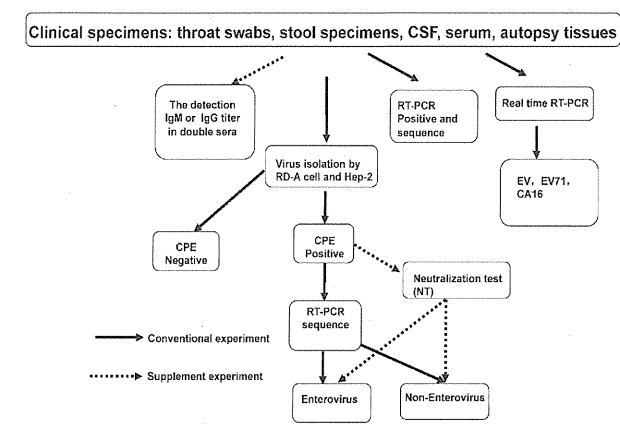 Clinical specimens: throat swabs, stool specimens, CSF, serum, autopsy tissues
The detection
IgM or IgG titer
in double sera
RT-PCR
Positive and
sequence
Real time RT-PCR
Virus isolation by
RD-A cell and Hep-2
EV, EV71,
CA16
CPE
Negative
CPE
Positive
Neutralization test
(NT)
RT-PCR
sequence
Conventional experiment
Supplement experiment
Enterovirus
Non-Enterovirus